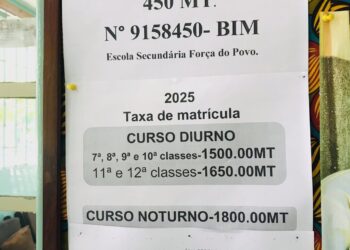 450 MT.
Nº 9158450- BIM
Escola Secundária Força do Povo.
2025
Taxa de matrícula
CURSO DIURNO
7ª, 8ª, 9ª e 10ª classes-1500.00MT
11ª e 12ª classes-1650.00MT
CURSO NOTURNO-1800.00MT